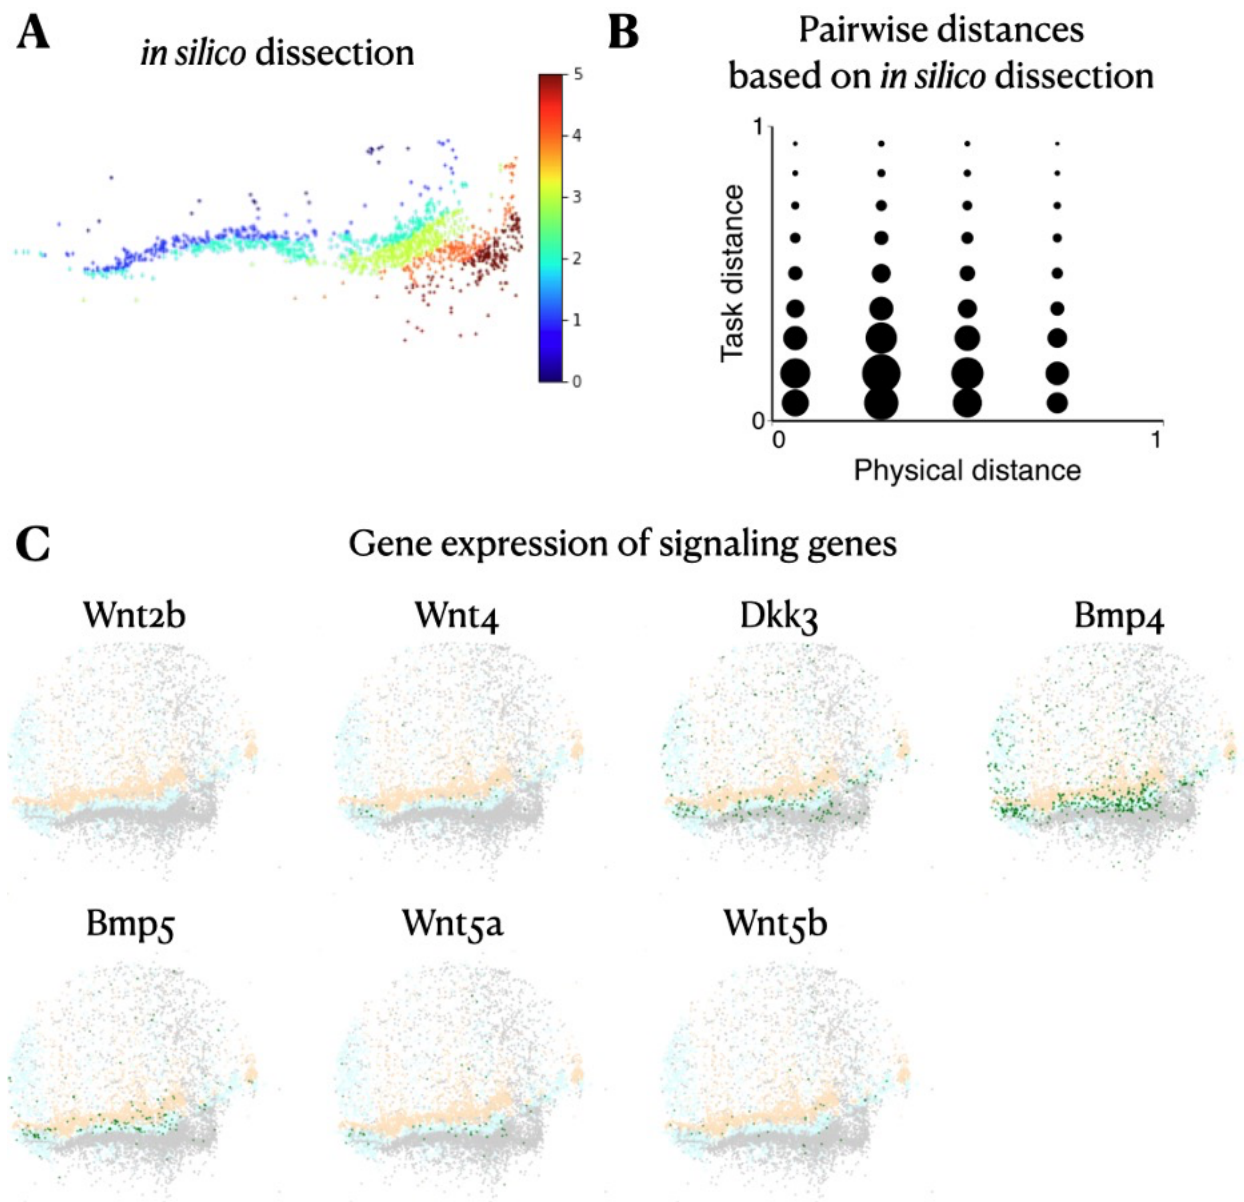 A
in silico dissection
5
4
3
2
1
0
B
Pairwise distances
based on in silico dissection
1
Task distance
0
0
1
Physical distance
C
Gene expression of signaling genes
Wnt2b
Wnt4
Dkk3
Bmp4
Bmp5
Wnt5a
Wnt5b